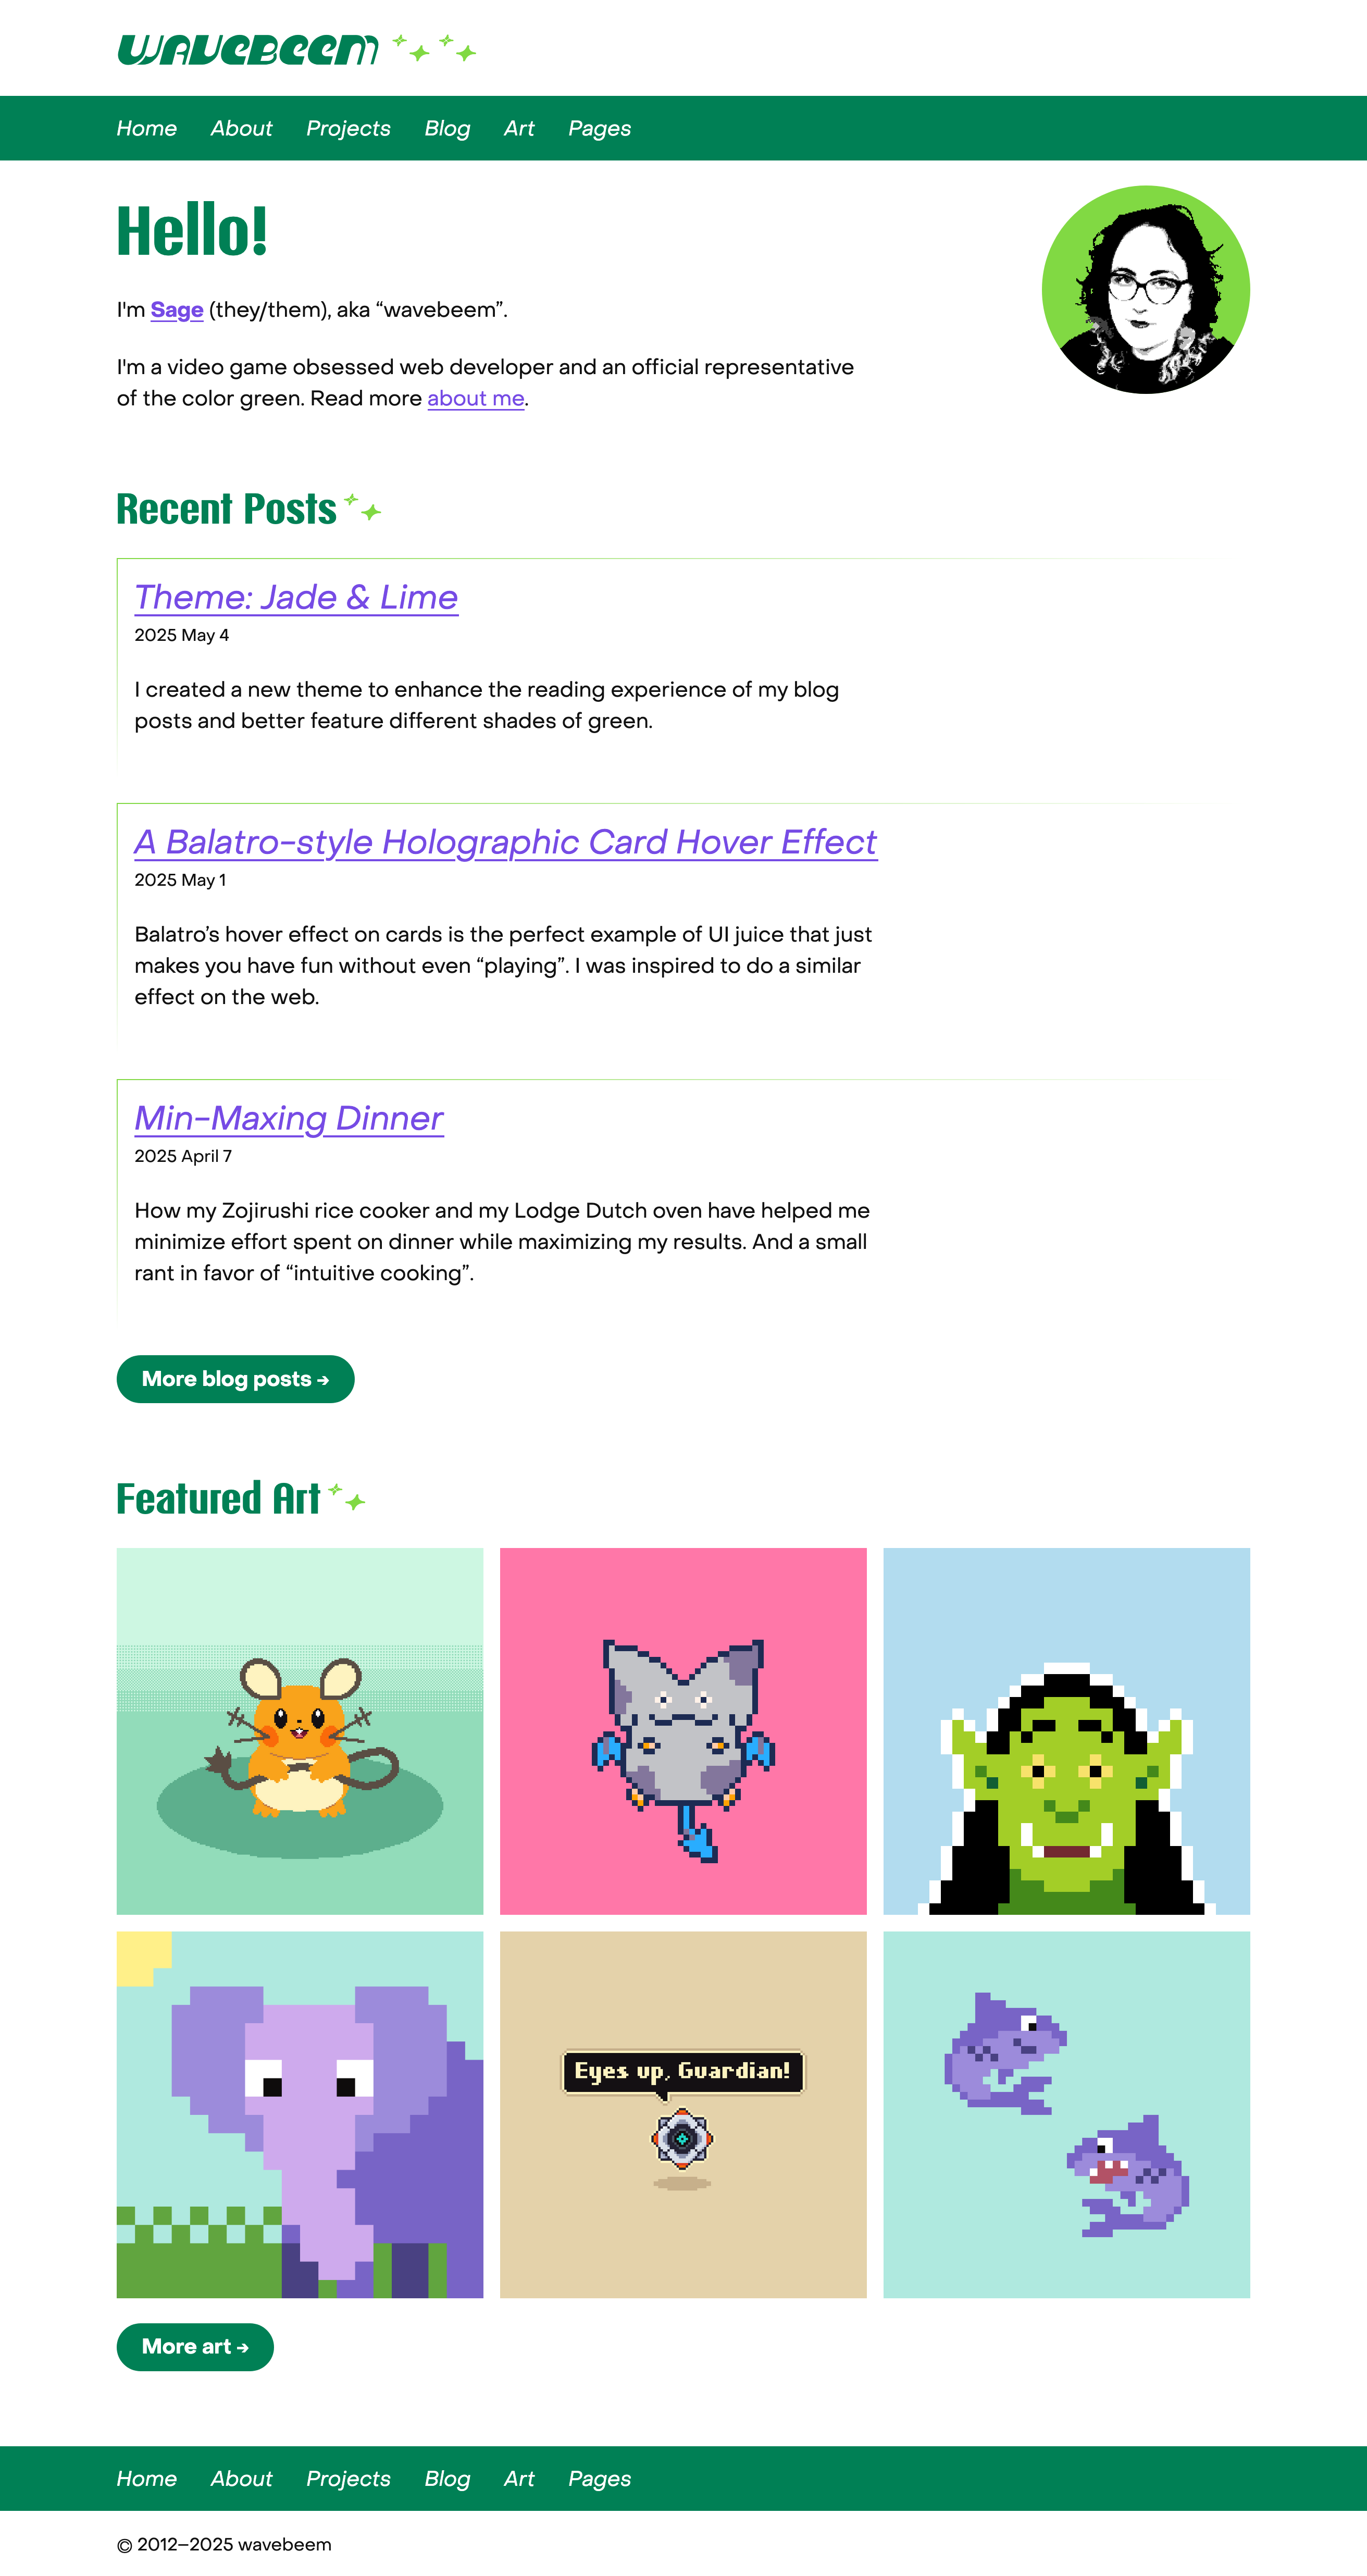 wavebeem
Home About Projects Blog Art Pages
Hello!
I'm Sage (they/them), aka “wavebeem”.
I'm a video game obsessed web developer and an official representative
of the color green. Read more about me.
Recent Posts
Theme: Jade & Lime
2025 May 4
I created a new theme to enhance the reading experience of my blog
posts and better feature different shades of green.
A Balatro-style Holographic Card Hover Effect
2025 May 1
Balatro’s hover effect on cards is the perfect example of UI juice that just
makes you have fun without even “playing”. I was inspired to do a similar
effect on the web.
Min-Maxing Dinner
2025 April 7
How my Zojirushi rice cooker and my Lodge Dutch oven have helped me
minimize effort spent on dinner while maximizing my results. And a small
rant in favor of “intuitive cooking”.
More blog posts →
Featured Art
Eyes up, Guardian!
More art →
Home About Projects Blog Art Pages
© 2012–2025 wavebeem